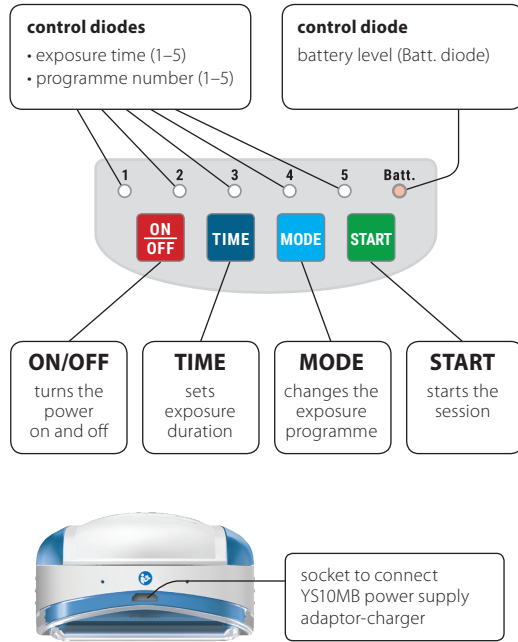 control diodes
• exposure time (1–5)
• programme number (1–5)
control diode
battery level (Batt. diode)
1 2 3 4 5 Batt.
ON
OFF
TIME
MODE
START
ON/OFF
turns the
power
on and off
TIME
sets
exposure
duration
MODE
changes the
exposure
programme
START
starts the
session
socket to connect
YS10MB power supply
adaptor-charger